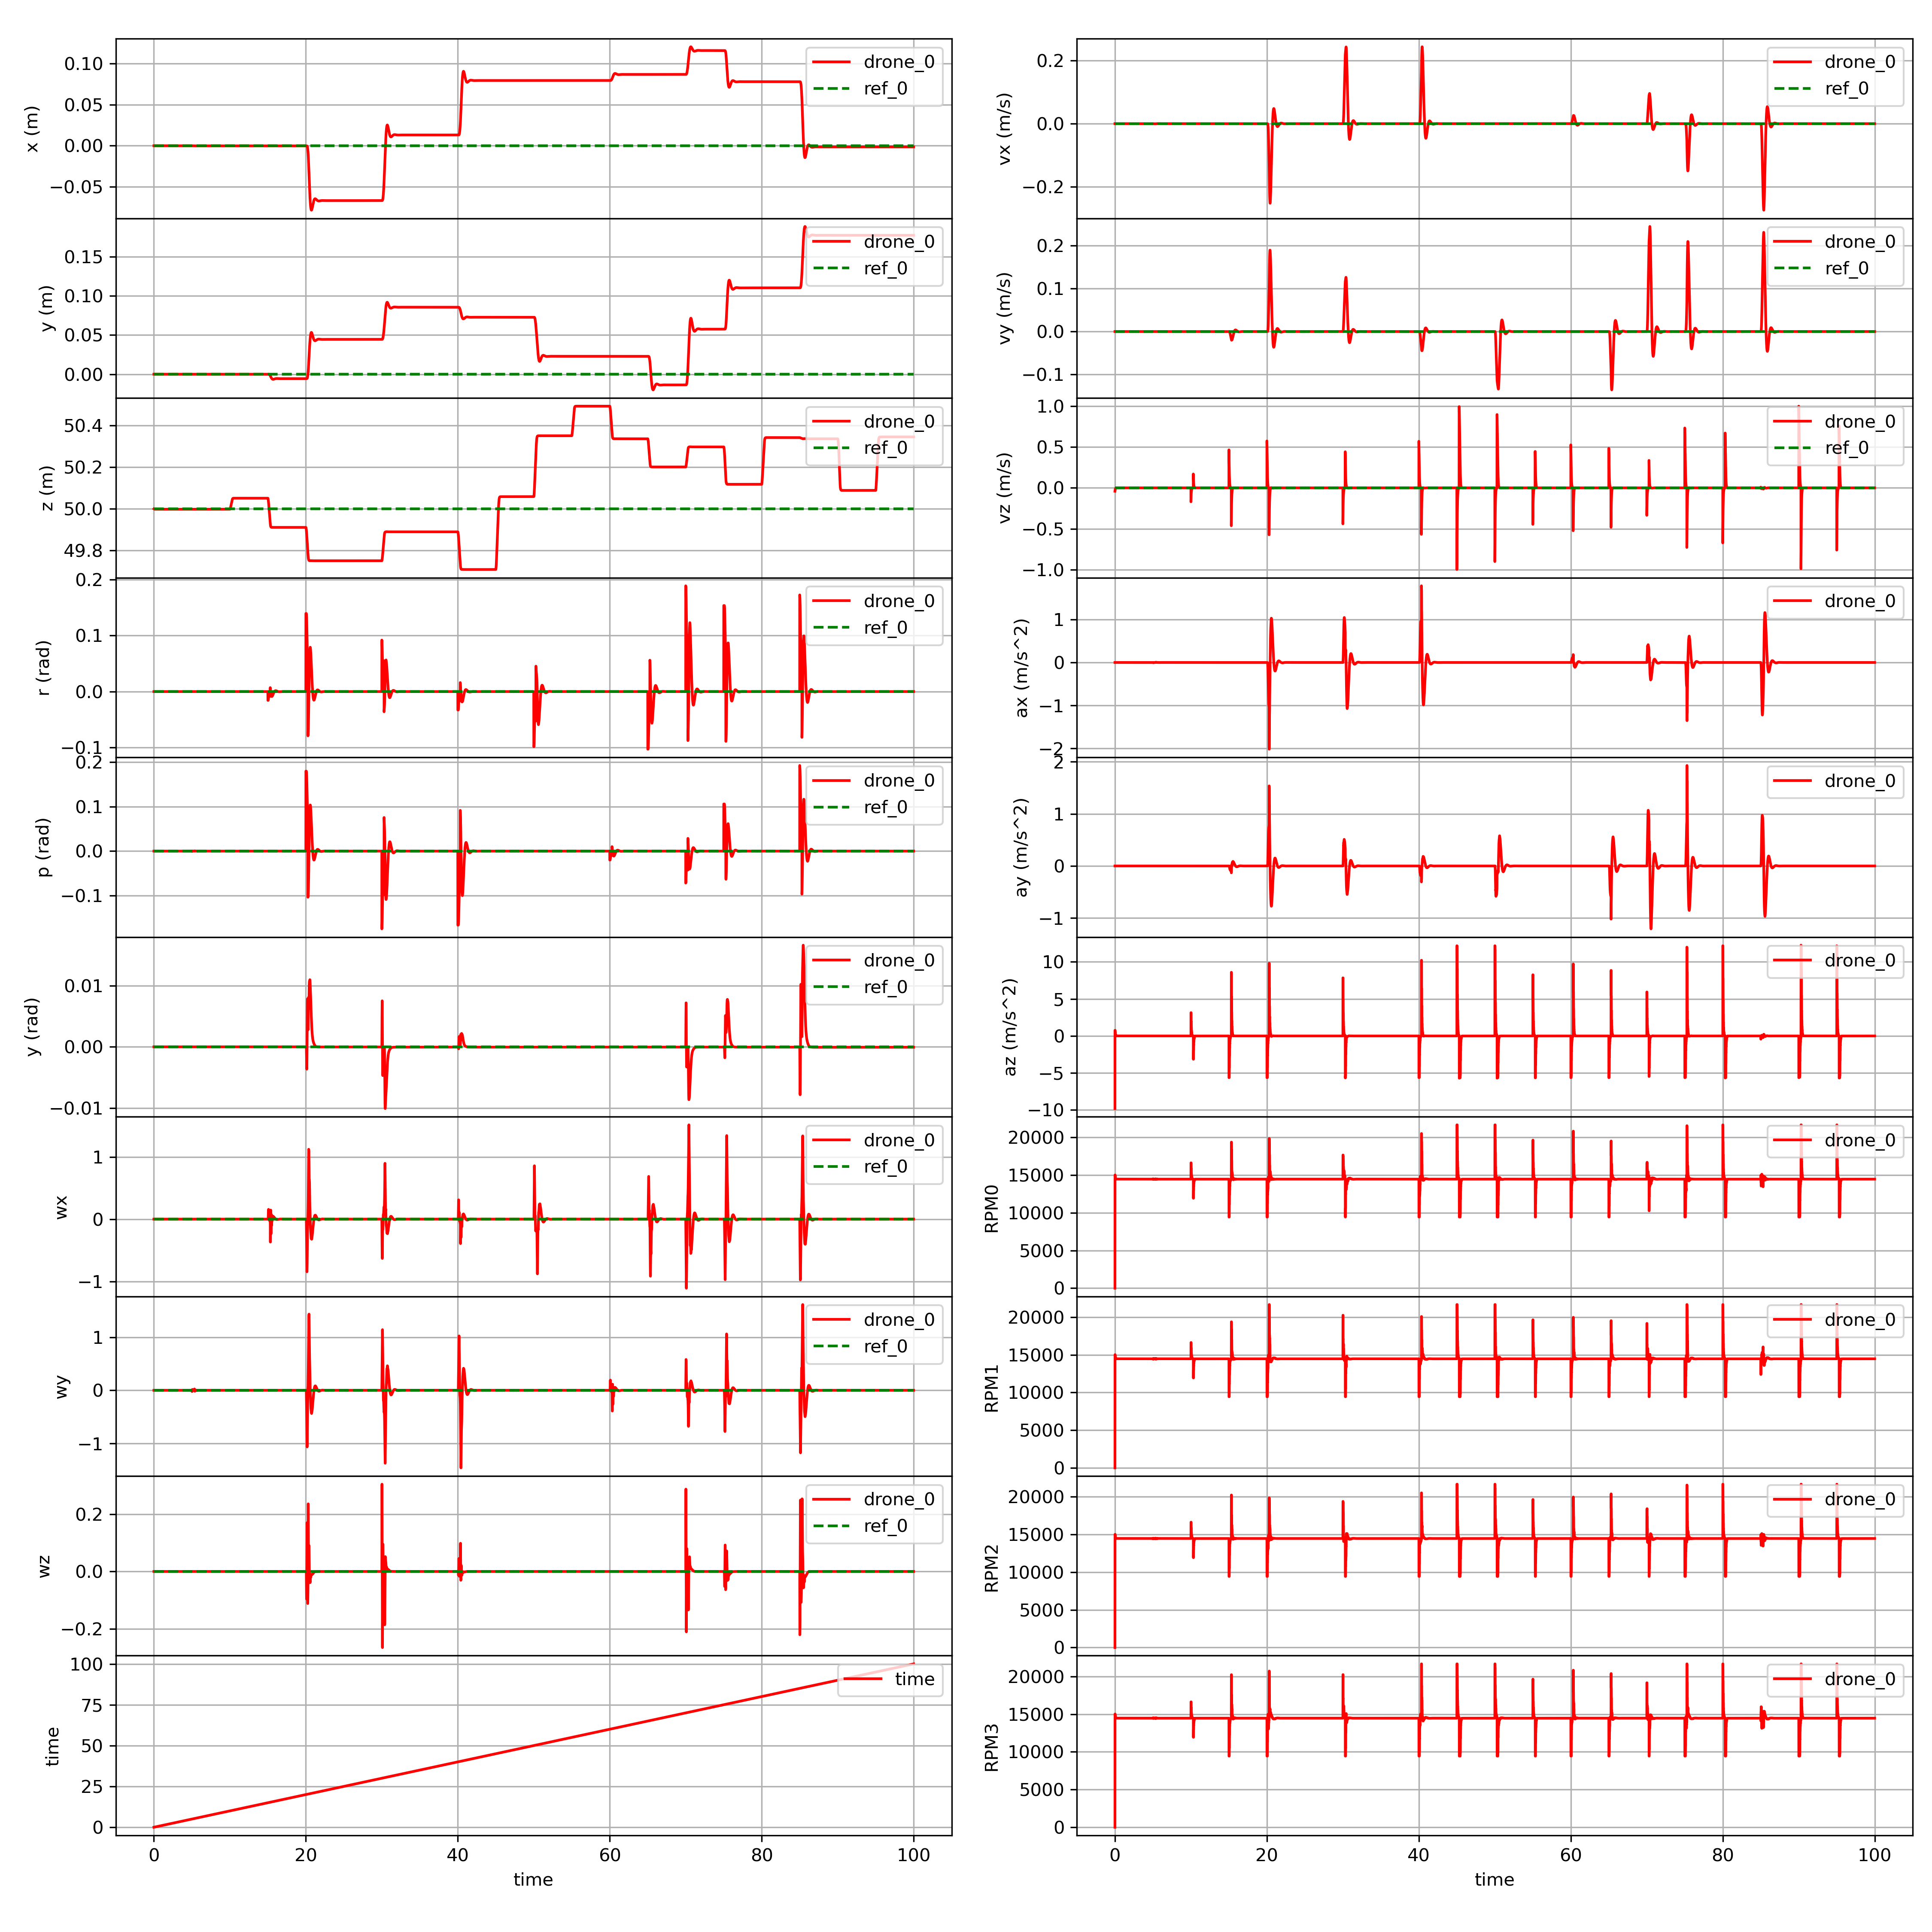 x (m)
0.10
0.05
0.00
−0.05
drone_0
ref_0
y (m)
0.15
0.10
0.05
0.00
drone_0
ref_0
z (m)
50.4
50.2
50.0
49.8
drone_0
ref_0
r (rad)
0.2
0.1
0.0
−0.1
drone_0
ref_0
p (rad)
0.2
0.1
0.0
−0.1
drone_0
ref_0
y (rad)
0.01
0.00
−0.01
drone_0
ref_0
wx
1
0
−1
drone_0
ref_0
wy
1
0
−1
drone_0
ref_0
wz
0.2
0.0
−0.2
drone_0
ref_0
time
100
75
50
25
0
time
0 20 40 60 80 100
time
vx (m/s)
0.2
0.0
−0.2
drone_0
ref_0
vy (m/s)
0.2
0.1
0.0
−0.1
drone_0
ref_0
vz (m/s)
1.0
0.5
0.0
−0.5
−1.0
drone_0
ref_0
ax (m/s^2)
1
0
−1
−2
drone_0
ay (m/s^2)
2
1
0
−1
drone_0
az (m/s^2)
10
5
0
−5
−10
drone_0
RPM0
20000
15000
10000
5000
0
drone_0
RPM1
20000
15000
10000
5000
0
drone_0
RPM2
20000
15000
10000
5000
0
drone_0
RPM3
20000
15000
10000
5000
0
drone_0
0 20 40 60 80 100
time